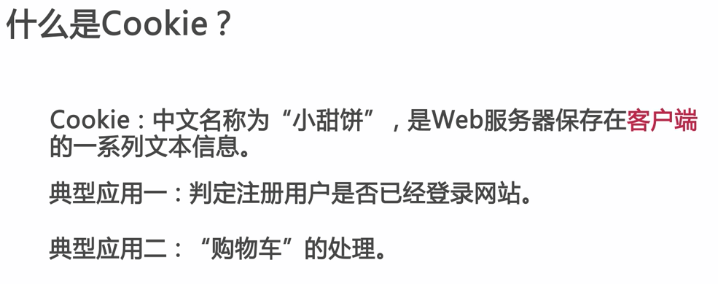 什么是Cookie？
Cookie：中文名称为“小甜饼”，是Web服务器保存在客户端
的一系列文本信息。
典型应用一：判定注册用户是否已经登录网站。
典型应用二：“购物车”的处理。